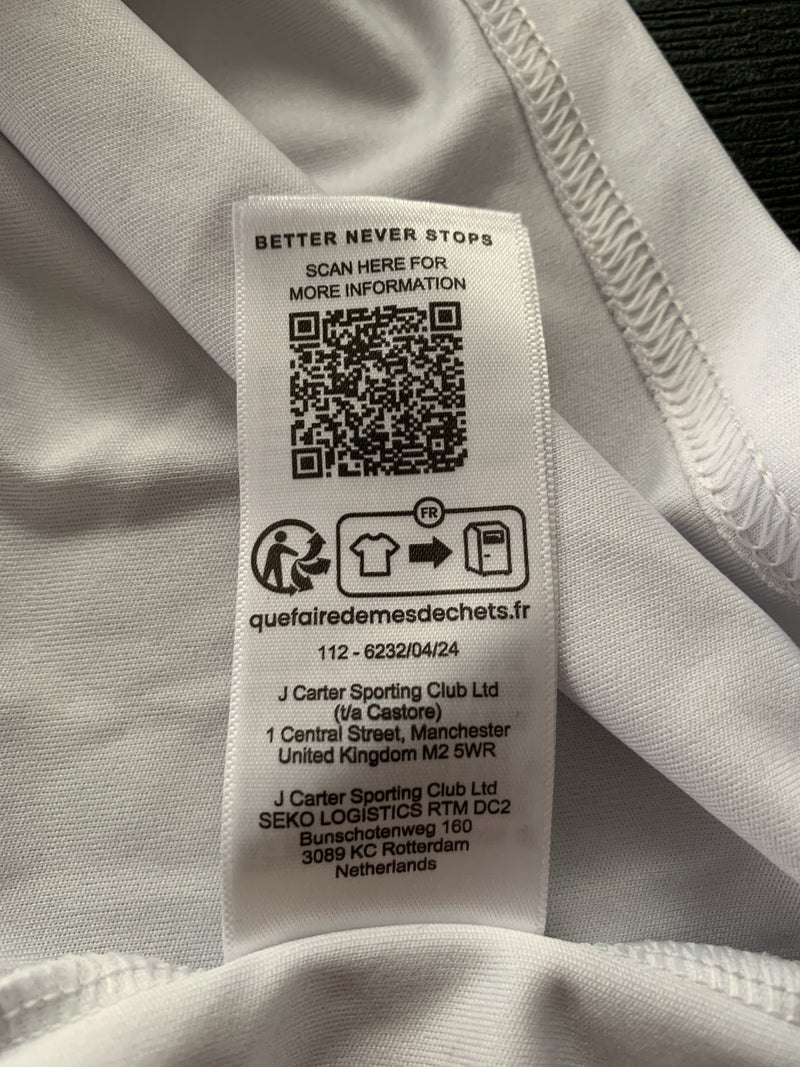 BETTER NEVER STOPS
SCAN HERE FOR
MORE INFORMATION
FR
quefairedemesdechets.fr
112 - 6232/04/24
J Carter Sporting Club Ltd
(t/a Castore)
1 Central Street, Manchester
United Kingdom M2 5WR
J Carter Sporting Club Ltd
SEKO LOGISTICS RTM DC2
Bunschotenweg 160
3089 KC Rotterdam
Netherlands